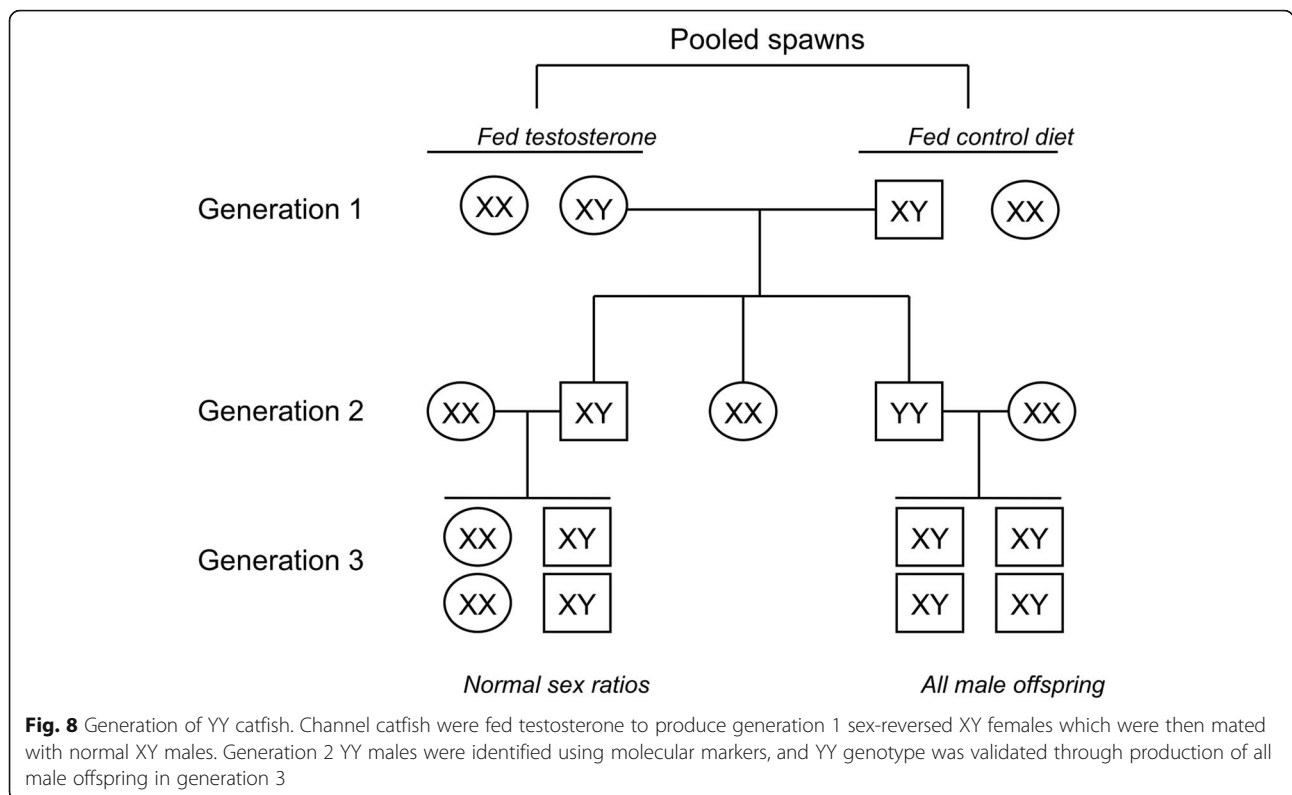 Pooled spawns
Fed testosterone Fed control diet
Generation 1 XX XY XY XX
Generation 2 XX XY XX YY XX
XX XY XY XY
Generation 3
XX XY XY XY
Normal sex ratios All male offspring
Fig. 8 Generation of YY catfish. Channel catfish were fed testosterone to produce generation 1 sex-reversed XY females which were then mated
with normal XY males. Generation 2 YY males were identified using molecular markers, and YY genotype was validated through production of all
male offspring in generation 3